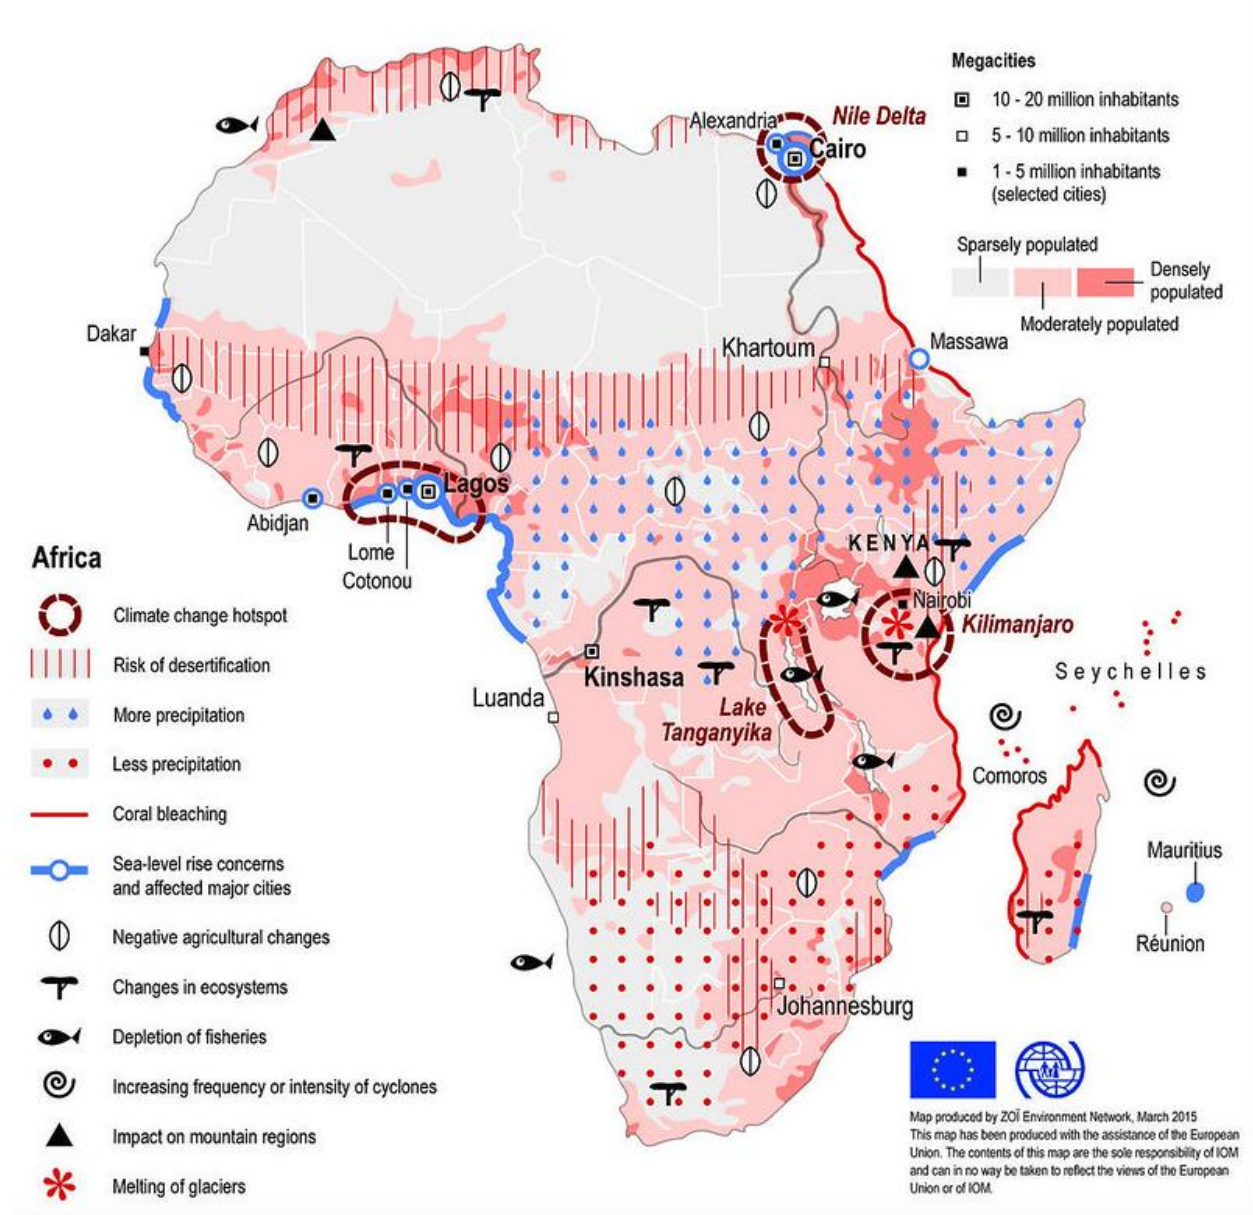 Megacities
10 - 20 million inhabitants
5 - 10 million inhabitants
1 - 5 million inhabitants
(selected cities)
Sparsely populated
Densely
populated
Moderately populated
Alexandria
Nile Delta
Cairo
Dakar
Khartoum
Massawa
Lagos
Abidjan
Lome
Cotonou
KENYA
Nairobi
Kilimanjaro
Kinshasa
Luanda
Lake
Tanganyika
Seychelles
Comoros
Mauritius
Réunion
Johannesburg
Africa
Climate change hotspot
Risk of desertification
More precipitation
Less precipitation
Coral bleaching
Sea-level rise concerns
and affected major cities
Negative agricultural changes
Changes in ecosystems
Depletion of fisheries
Increasing frequency or intensity of cyclones
Impact on mountain regions
Melting of glaciers
Map produced by ZOÏ Environment Network, March 2015
This map has been produced with the assistance of the European
Union. The contents of this map are the sole responsibility of IOM
and can in no way be taken to reflect the views of the European
Union or of IOM.